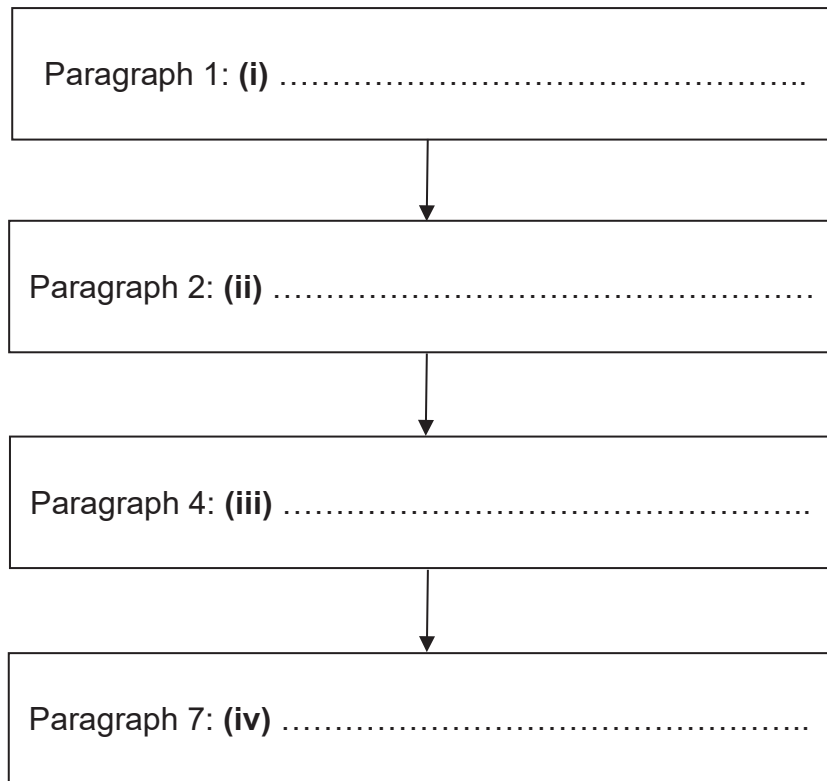 Paragraph 1: (i) ………………………………………………..
Paragraph 2: (ii) …………………………………………………
Paragraph 4: (iii) ………………………………………………..
Paragraph 7: (iv) ………………………………………………..